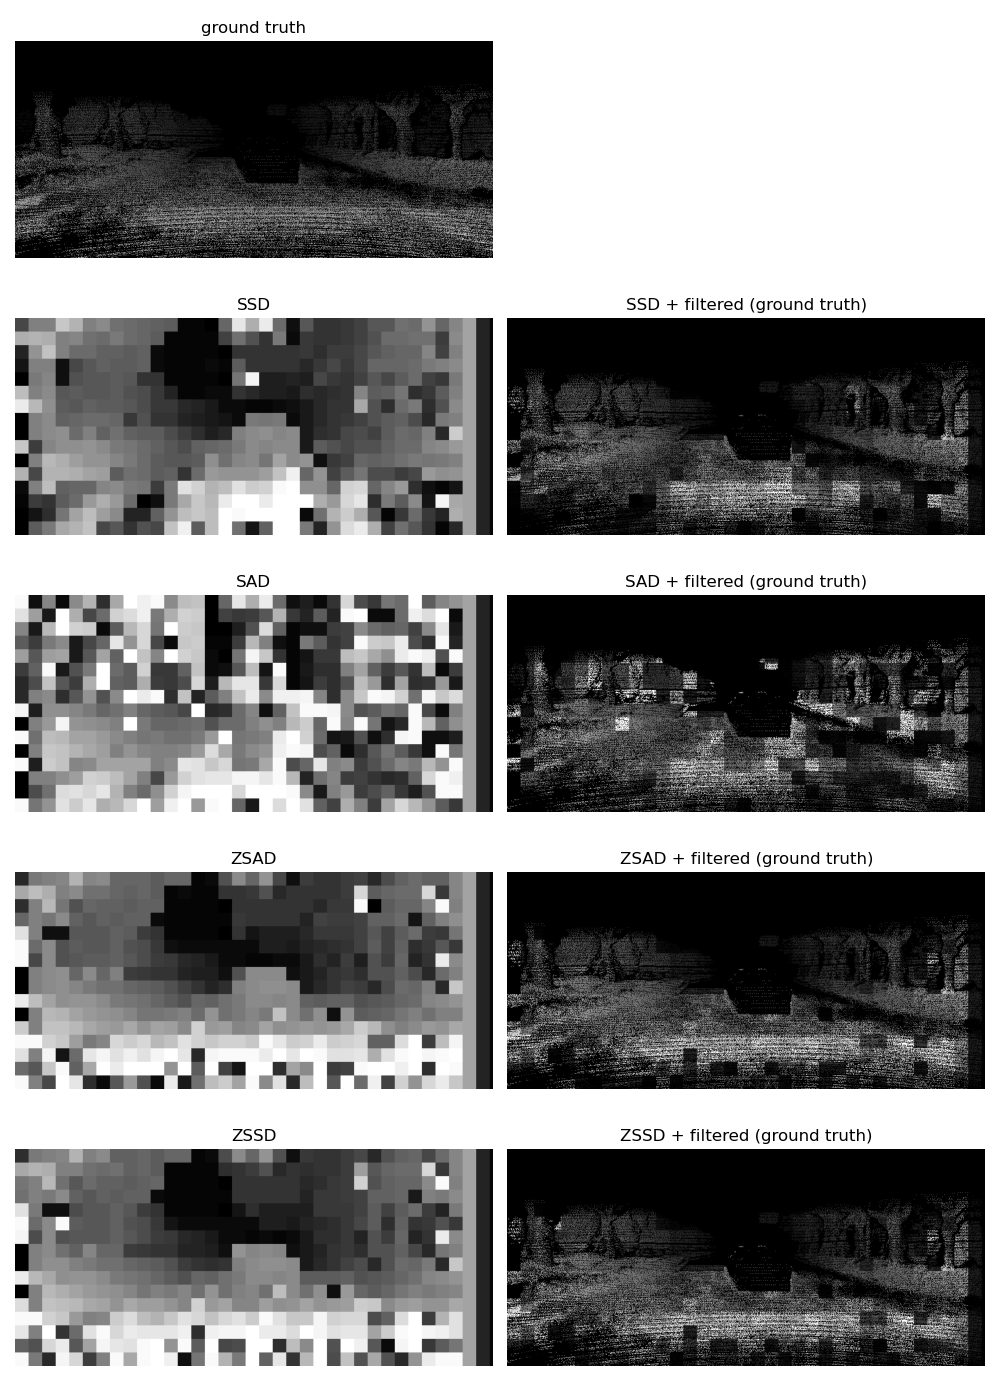 ground truth
SSD
SSD + filtered (ground truth)
SAD
SAD + filtered (ground truth)
ZSAD
ZSAD + filtered (ground truth)
ZSSD
ZSSD + filtered (ground truth)